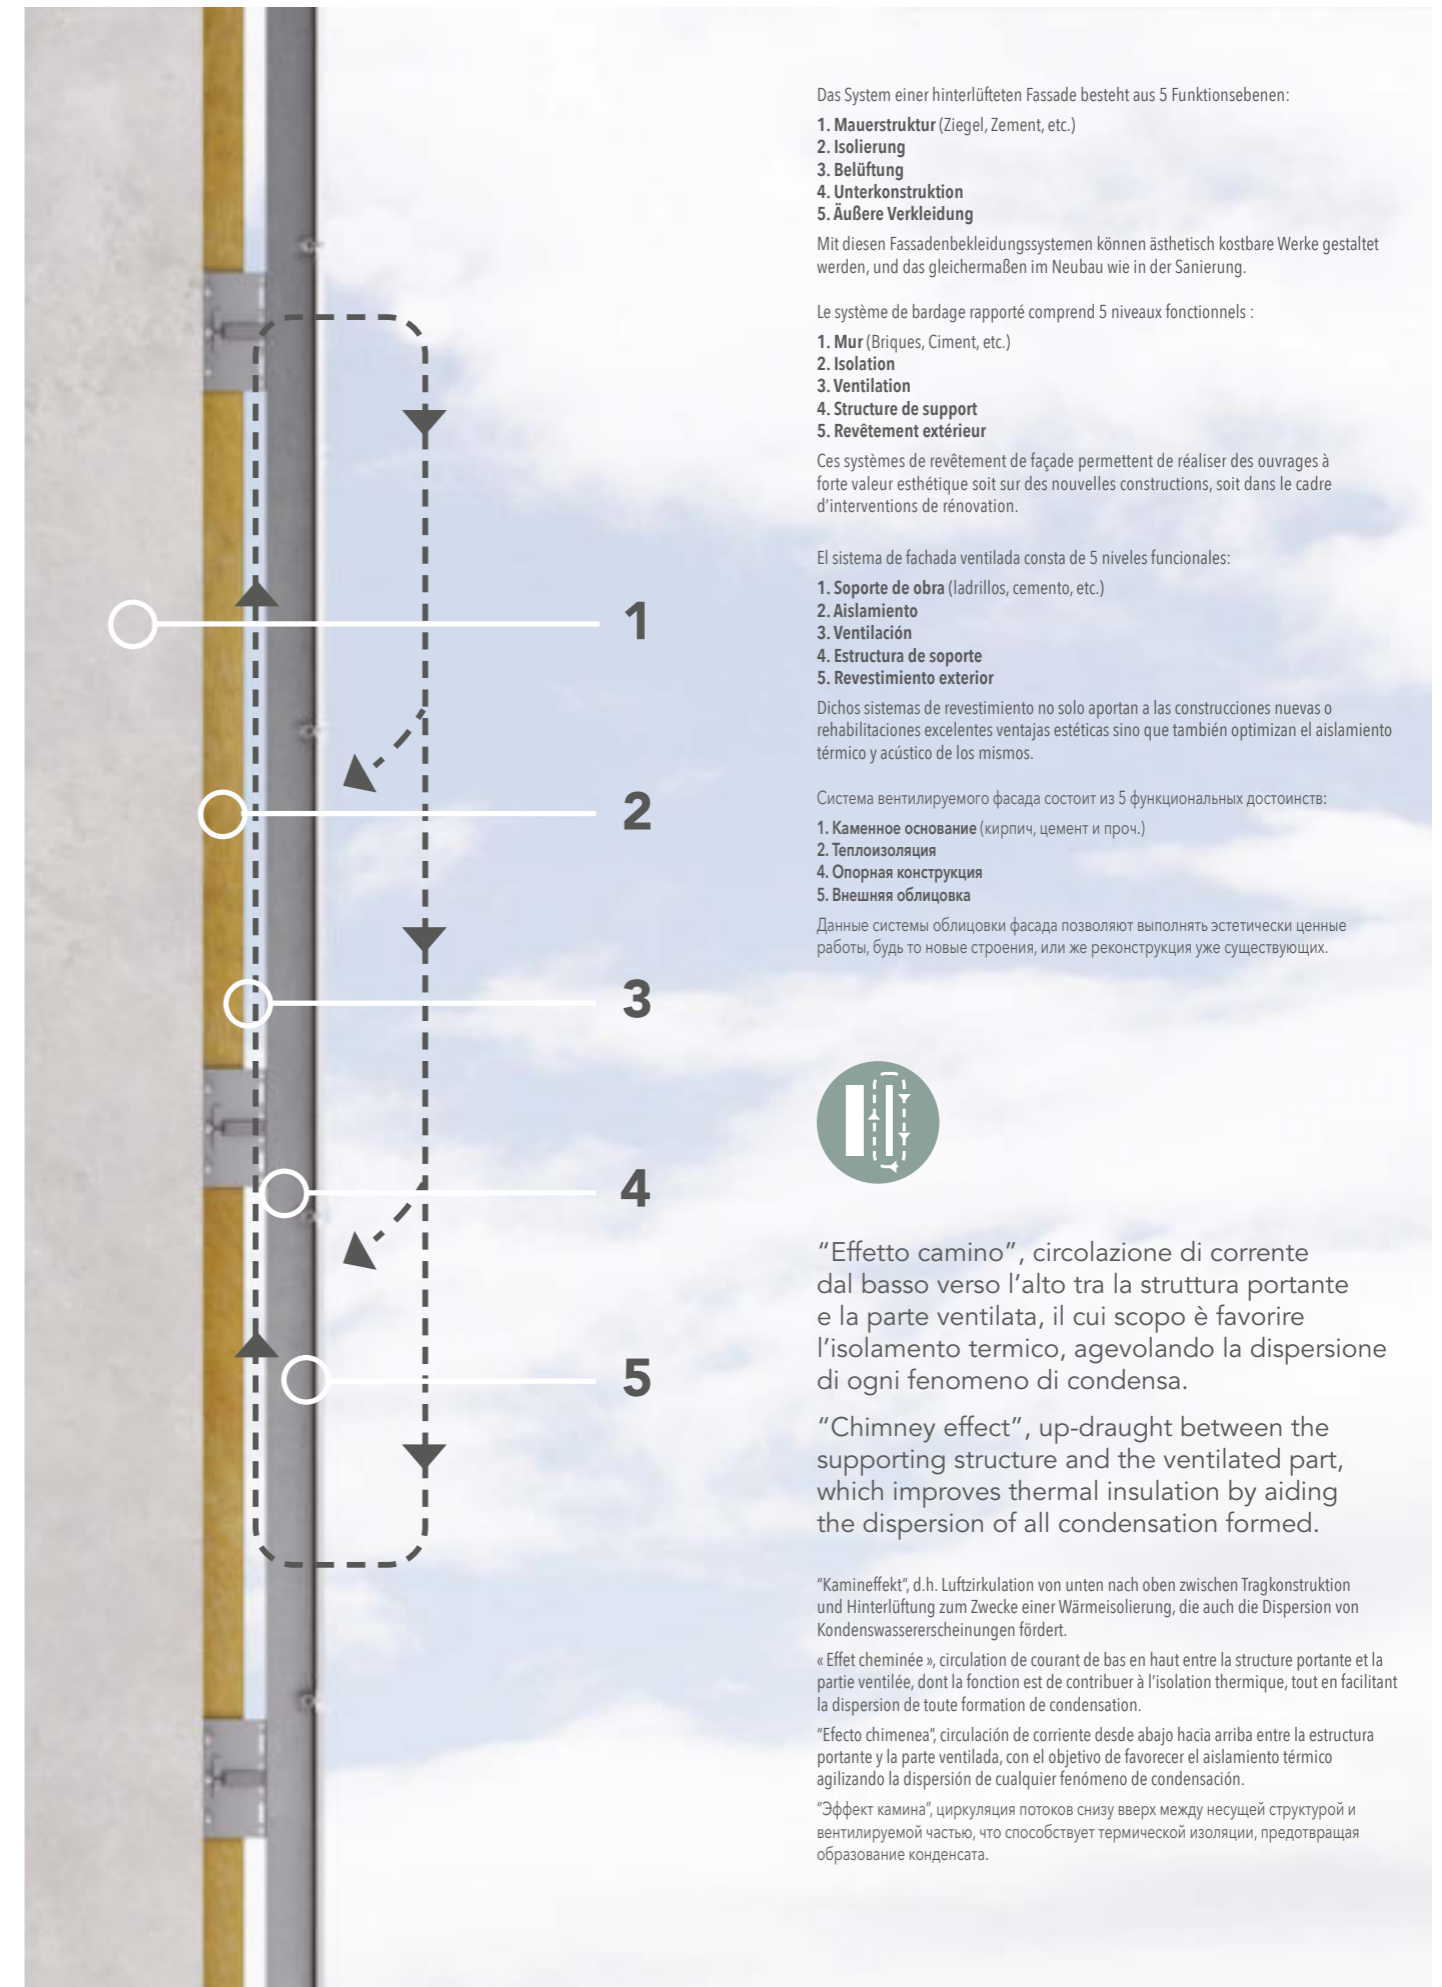 1
2
3
4
5
Das System einer hinterlüfteten Fassade besteht aus 5 Funktionsebenen:
1. Mauerstruktur (Ziegel, Zement, etc.)
2. Isolierung
3. Belüftung
4. Unterkonstruktion
5. Äußere Verkleidung
Mit diesen Fassadenbekleidungssystemen können ästhetisch kostbare Werke gestaltet
werden, und das gleichermaßen im Neubau wie in der Sanierung.
Le système de bardage rapporté comprend 5 niveaux fonctionnels :
1. Mur (Briques, Ciment, etc.)
2. Isolation
3. Ventilation
4. Structure de support
5. Revêtement extérieur
Ces systèmes de revêtement de façade permettent de réaliser des ouvrages à
forte valeur esthétique soit sur des nouvelles constructions, soit dans le cadre
d'interventions de rénovation.
El sistema de fachada ventilada consta de 5 niveles funcionales:
1. Soporte de obra (ladrillos, cemento, etc.)
2. Aislamiento
3. Ventilación
4. Estructura de soporte
5. Revestimiento exterior
Dichos sistemas de revestimiento no solo aportan a las construcciones nuevas o
rehabilitaciones excelentes ventajas estéticas sino que también optimizan el aislamiento
térmico y acústico de los mismos.
Система вентилируемого фасада состоит из 5 функциональных достоинств:
1. Каменное основание (кирпич, цемент и проч.)
2. Теплоизоляция
4. Опорная конструкция
5. Внешняя облицовка
Данные системы облицовки фасада позволяют выполнять эстетически ценные
работы, будь то новые строения, или же реконструкция уже существующих.
“Effetto camino”, circolazione di corrente
dal basso verso l’alto tra la struttura portante
e la parte ventilata, il cui scopo è favorire
l’isolamento termico, agevolando la dispersione
di ogni fenomeno di condensa.
“Chimney effect”, up-draught between the
supporting structure and the ventilated part,
which improves thermal insulation by aiding
the dispersion of all condensation formed.
“Kamineffekt”, d.h. Luftzirkulation von unten nach oben zwischen Tragkonstruktion
und Hinterlüftung zum Zwecke einer Wärmeisolierung, die auch die Dispersion von
Kondenswassererscheinungen fördert.
« Effet cheminée », circulation de courant de bas en haut entre la structure portante et la
partie ventilée, dont la fonction est de contribuer à l’isolation thermique, tout en facilitant
la dispersion de toute formation de condensation.
“Efecto chimenea”, circulación de corriente desde abajo hacia arriba entre la estructura
portante y la parte ventilada, con el objetivo de favorecer el aislamiento térmico
agilizando la dispersión de cualquier fenómeno de condensación.
“Эффект камина”, циркуляция потоков снизу вверх между несущей структурой и
вентилируемой частью, что способствует термической изоляции, предотвращая
образование конденсата.